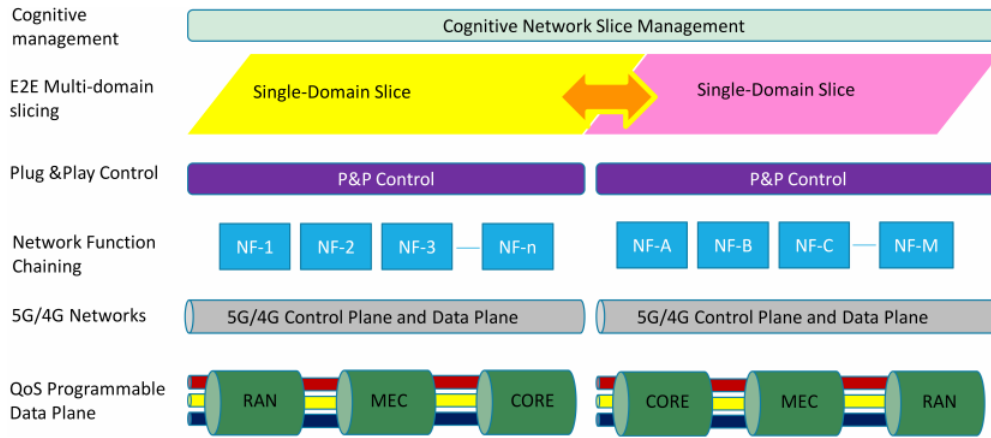 Cognitive
management
Cognitive Network Slice Management
E2E Multi-domain
slicing
Single-Domain Slice
Single-Domain Slice
Plug &Play Control
P&P Control
P&P Control
Network Function
Chaining
NF-1
NF-2
NF-3
NF-n
NF-A
NF-B
NF-C
NF-M
5G/4G Networks
5G/4G Control Plane and Data Plane
5G/4G Control Plane and Data Plane
QoS Programmable
Data Plane
RAN
MEC
CORE
CORE
MEC
RAN